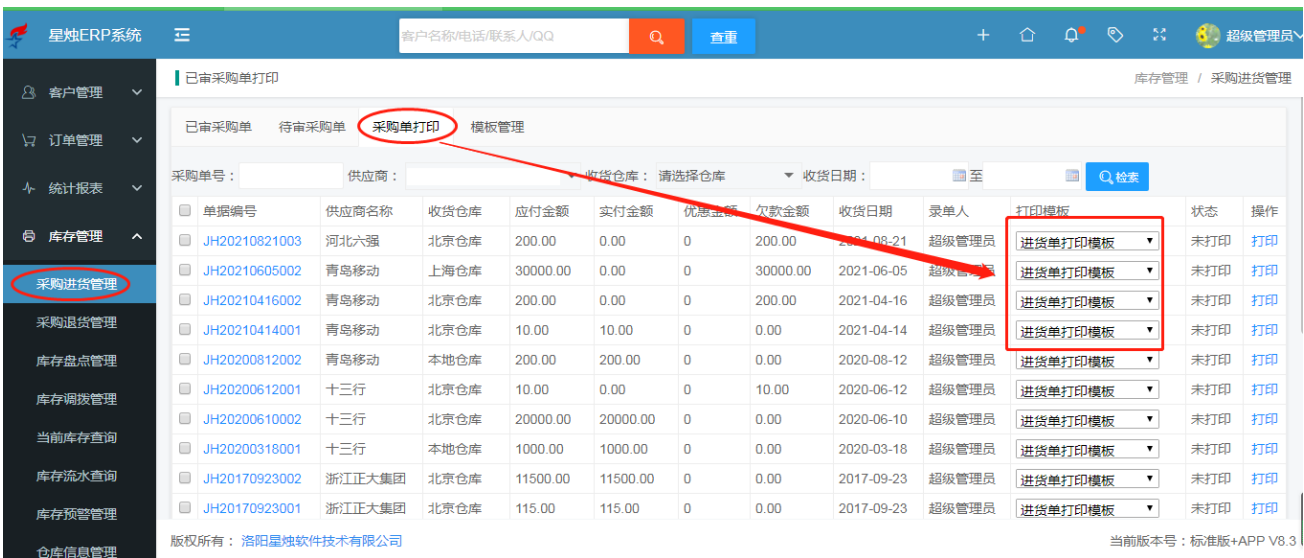 星烛ERP系统 客户名称/电话/联系人/QQ 查重 超级管理员
客户管理
订单管理
统计报表
库存管理
采购进货管理
采购退货管理
库存盘点管理
库存调拨管理
当前库存查询
库存流水查询
库存预警管理
仓库信息管理
已审采购单打印 库存管理 / 采购进货管理
已审采购单 待审采购单 采购单打印 模板管理
采购单号： 供应商： 收货仓库： 请选择仓库 收货日期： 至 检索
单据编号 供应商名称 收货仓库 应付金额 实付金额 优惠金额 欠款金额 收货日期 录单人 打印模板 状态 操作
JH20210821003 河北六强 北京仓库 200.00 0.00 0 200.00 2021-08-21 超级管理员 进货单打印模板 未打印 打印
JH20210605002 青岛移动 上海仓库 30000.00 0.00 0 30000.00 2021-06-05 超级管理员 进货单打印模板 未打印 打印
JH20210416002 青岛移动 北京仓库 200.00 0.00 0 200.00 2021-04-16 超级管理员 进货单打印模板 未打印 打印
JH20210414001 青岛移动 北京仓库 10.00 10.00 0 0.00 2021-04-14 超级管理员 进货单打印模板 未打印 打印
JH20200812002 青岛移动 本地仓库 200.00 200.00 0 0.00 2020-08-12 超级管理员 进货单打印模板 未打印 打印
JH20200612001 十三行 北京仓库 10.00 0.00 0 10.00 2020-06-12 超级管理员 进货单打印模板 未打印 打印
JH20200610002 十三行 北京仓库 20000.00 20000.00 0 0.00 2020-06-10 超级管理员 进货单打印模板 未打印 打印
JH20200318001 十三行 本地仓库 1000.00 1000.00 0 0.00 2020-03-18 超级管理员 进货单打印模板 未打印 打印
JH20170923002 浙江正大集团 北京仓库 11500.00 11500.00 0 0.00 2017-09-23 超级管理员 进货单打印模板 未打印 打印
JH20170923001 浙江正大集团 北京仓库 115.00 115.00 0 0.00 2017-09-23 超级管理员 进货单打印模板 未打印 打印
版权所有： 洛阳星烛软件技术有限公司 当前版本号：标准版+APP V8.3